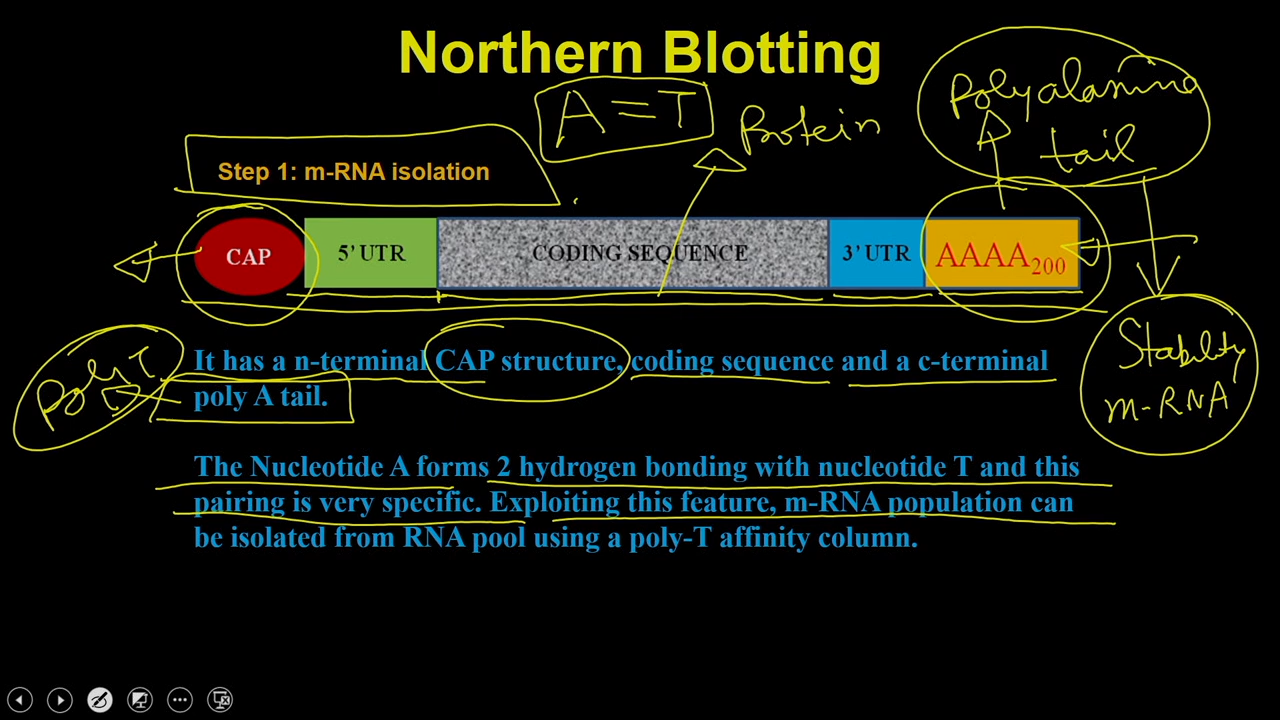 Northern Blotting
A=T
Protein
Polyalanine
tail
Step 1: m-RNA isolation
CAP 5' UTR CODING SEQUENCE 3' UTR AAAA200
Stability
m-RNA
Poly T
It has a n-terminal CAP structure, coding sequence and a c-terminal
poly A tail.
The Nucleotide A forms 2 hydrogen bonding with nucleotide T and this
pairing is very specific. Exploiting this feature, m-RNA population can
be isolated from RNA pool using a poly-T affinity column.